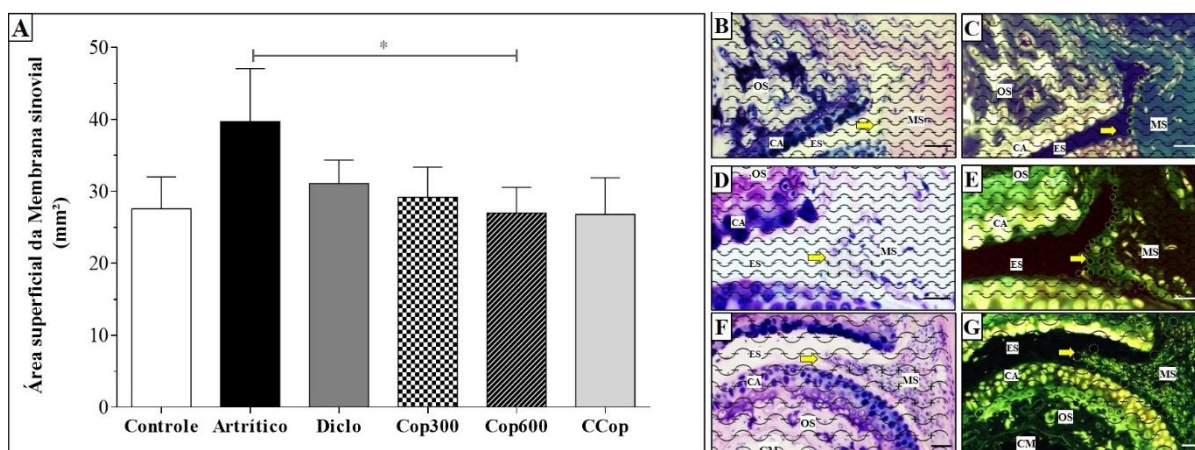 A
Área superficial da Membrana sinovial
(mm²)
50
40
30
20
10
0
*
Controle Artrítico Diclo Cop300 Cop600 CCop
B
OS
CA
ES
MS
C
OS
CA
ES
MS
D
OS
CA
ES
MS
E
OS
CA
ES
MS
F
ES
CA
MS
OS
CM
G
ES
CA
MS
OS
CM